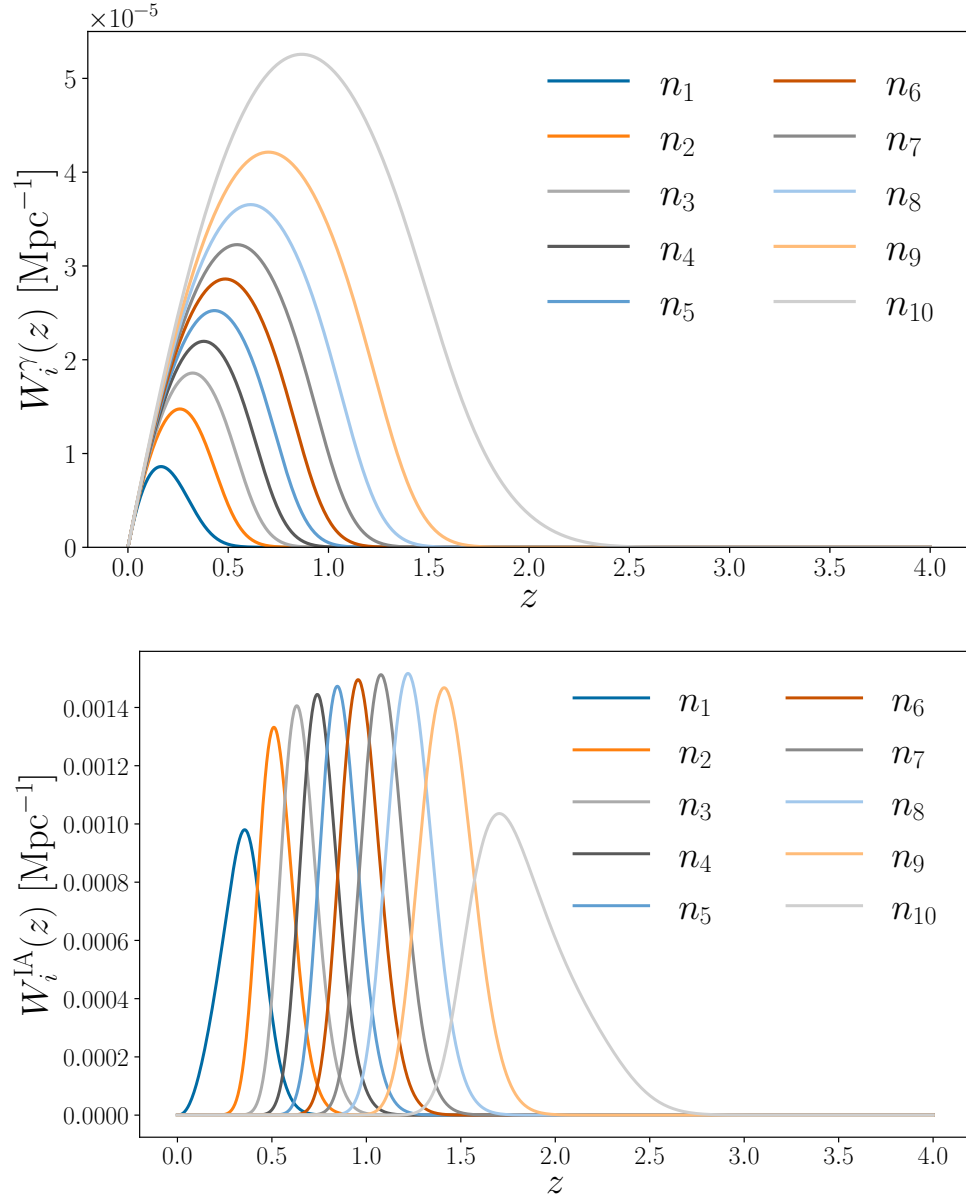 ×10⁻⁵
W_i^γ(z) [Mpc⁻¹]
5
4
3
2
1
0
0.0 0.5 1.0 1.5 2.0 2.5 3.0 3.5 4.0
z
n₁ n₆
n₂ n₇
n₃ n₈
n₄ n₉
n₅ n₁₀
W_i^IA(z) [Mpc⁻¹]
0.0014
0.0012
0.0010
0.0008
0.0006
0.0004
0.0002
0.0000
0.0 0.5 1.0 1.5 2.0 2.5 3.0 3.5 4.0
z
n₁ n₆
n₂ n₇
n₃ n₈
n₄ n₉
n₅ n₁₀